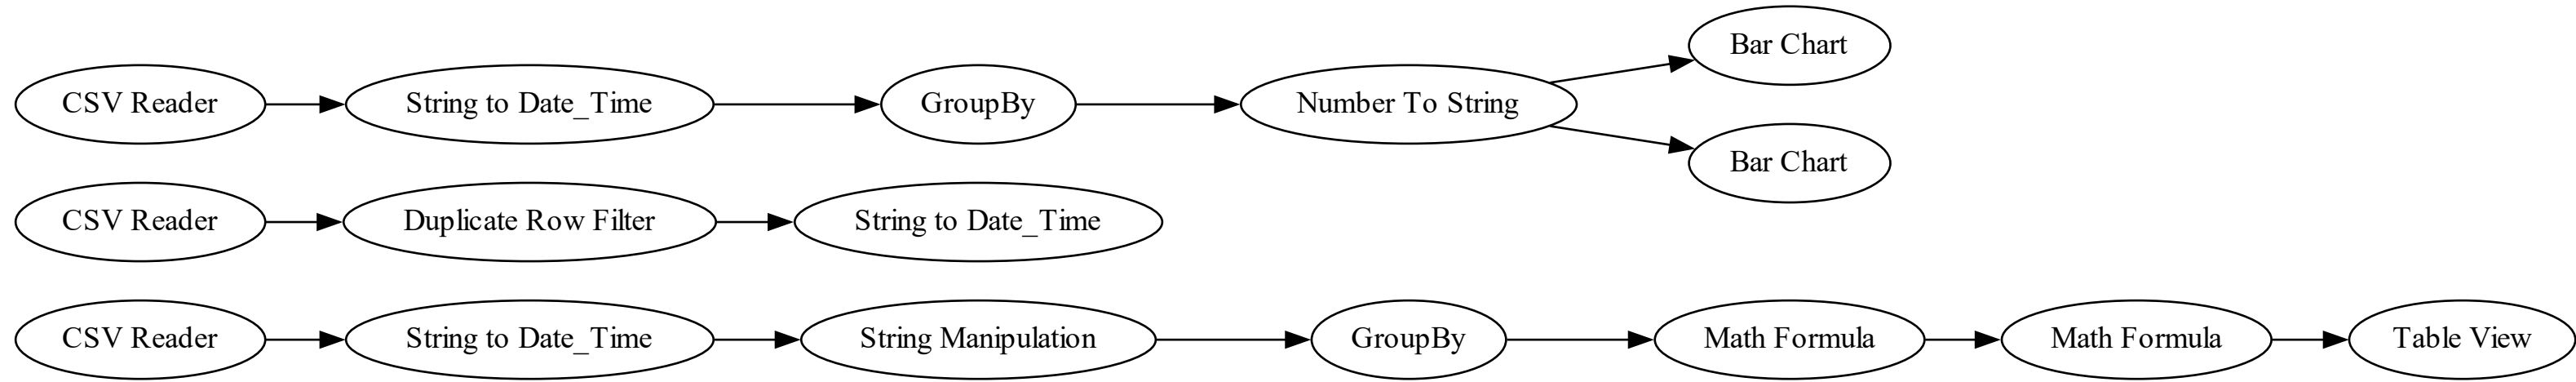 Bar Chart
CSV Reader
String to Date_Time
GroupBy
Number To String
Bar Chart
CSV Reader
Duplicate Row Filter
String to Date_Time
CSV Reader
String to Date_Time
String Manipulation
GroupBy
Math Formula
Math Formula
Table View